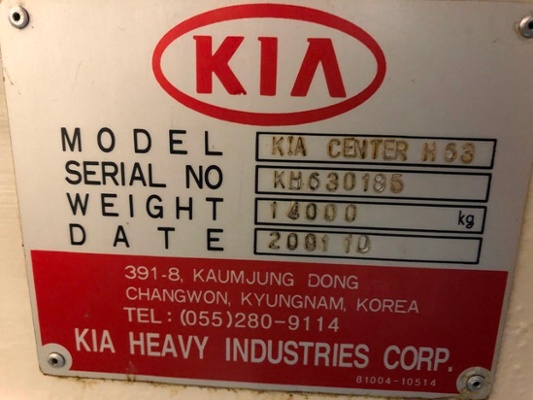 KIA
MODEL KIA CENTER H63
SERIAL NO KH630185
WEIGHT 14000 kg
DATE 2001 10
391-8, KAUMJUNG DONG
CHANGWON, KYUNGNAM, KOREA
TEL : (055)280-9114
KIA HEAVY INDUSTRIES CORP.
81004-10514